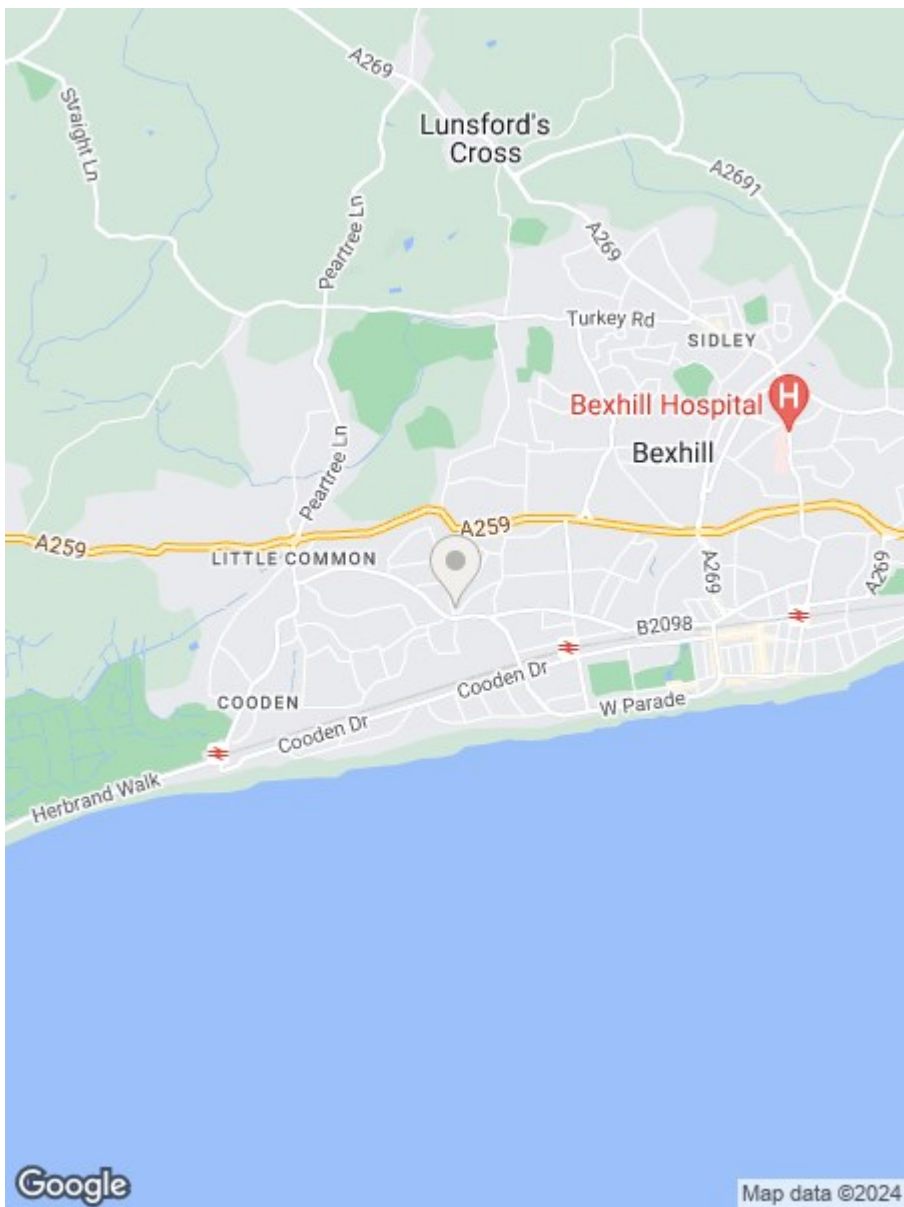 A269
Straight Ln
Lunsford's
Cross
A2691
Peartree Ln
A269
Turkey Rd
SIDLEY
H
Bexhill Hospital
Bexhill
Peartree Ln
A259
A259
LITTLE COMMON
A269
A269
B2098
Cooden Dr
W Parade
COODEN
Cooden Dr
Herbrand Walk
Google
Map data ©2024